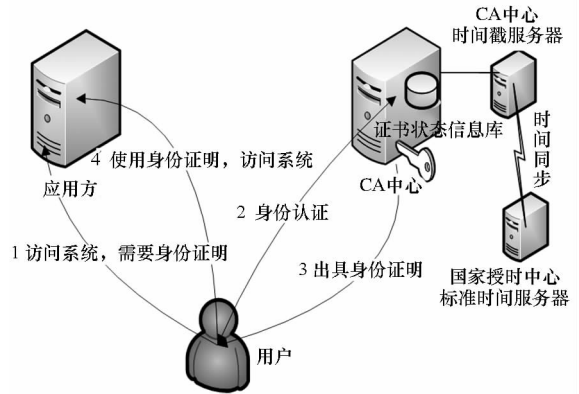 CA中心
时间戳服务器
证书状态信息库
时间同步
4 使用身份证明，访问系统
应用方
CA中心
2 身份认证
1 访问系统，需要身份证明
3 出具身份证明
国家授时中心
标准时间服务器
用户